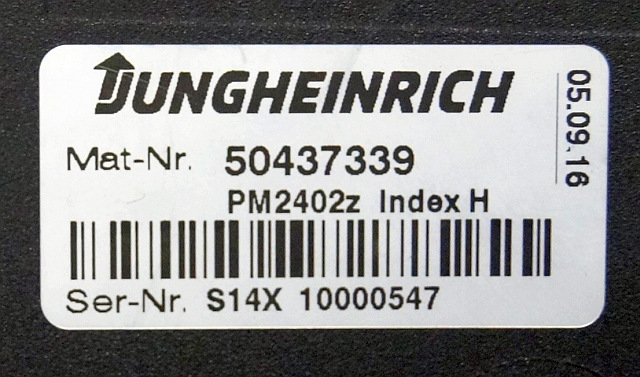 JUNGHEINRICH
Mat-Nr. 50437339
PM2402z Index H
Ser-Nr. S14X 10000547
05.09.16